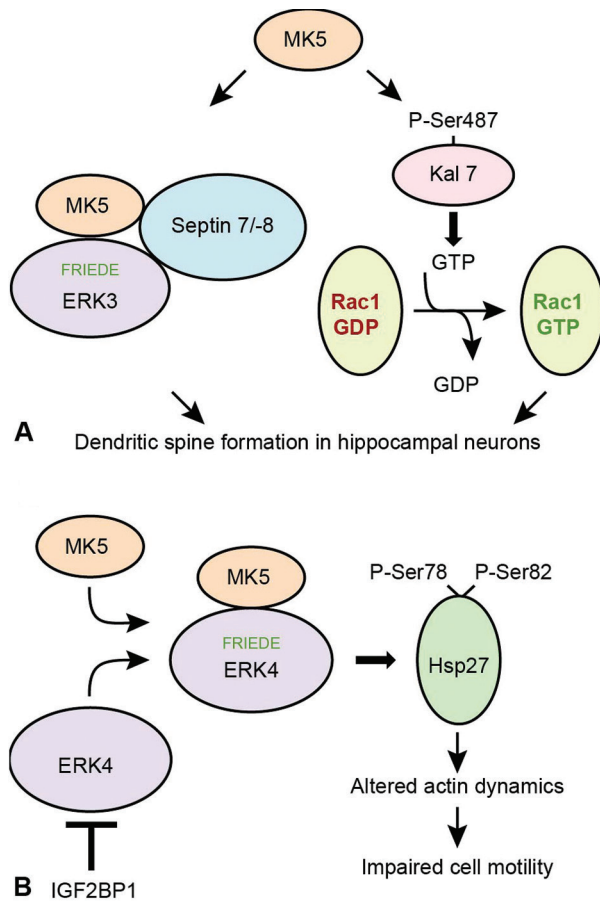 MK5
P-Ser487
Kal 7
MK5
Septin 7/-8
FRIEDE
ERK3
GTP
Rac1
GDP
Rac1
GTP
GDP
A
Dendritic spine formation in hippocampal neurons
MK5
MK5
FRIEDE
ERK4
P-Ser78 P-Ser82
Hsp27
ERK4
Altered actin dynamics
Impaired cell motility
B
IGF2BP1